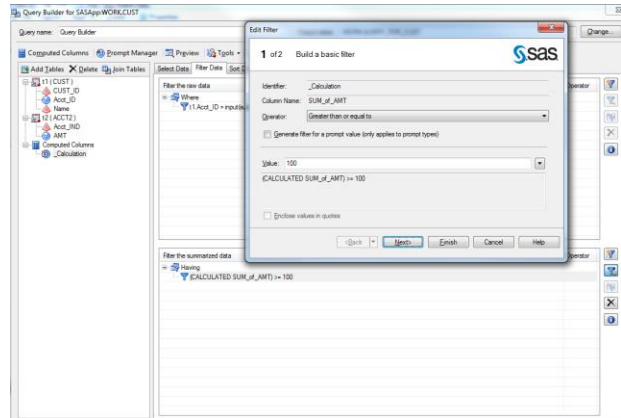 Query Builder for SASApp:WORK.CUST
Query name: Query Builder
Change...
Computed Columns Prompt Manager Preview Tools
Add Tables Delete Join Tables
Select Data Filter Data Sort D
t1 (CUST)
CUST_ID
Acct_ID
Name
t2 (ACCT2)
Acct_IND
AMT
Computed Columns
_Calculation
Filter the raw data
Operator
Where
Edit Filter
1 of 2 Build a basic filter
sas
Identifier: _Calculation
Column Name: SUM_of_AMT
Operator: Greater than or equal to
Generate filter for a prompt value (only applies to prompt types)
Value: 100
(CALCULATED SUM_of_AMT) >= 100
Enclose values in quotes
<Back Next> Finish Cancel Help
Filter the summarized data
Operator
Having
(CALCULATED SUM_of_AMT) >= 100